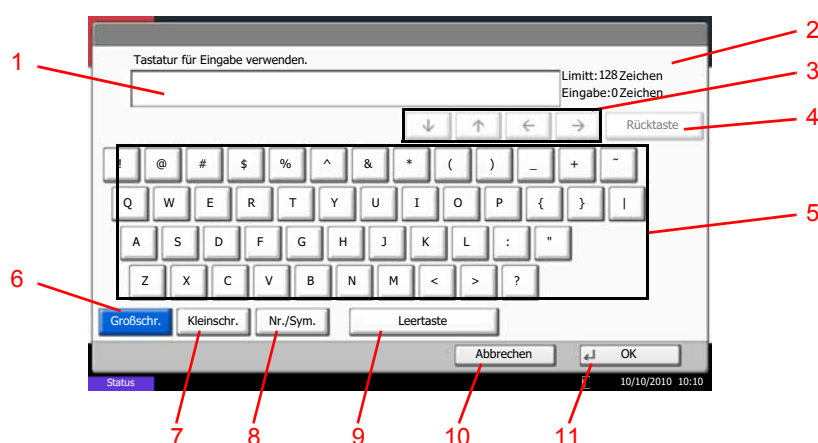 2
Tastatur für Eingabe verwenden.
1
Limitt: 128 Zeichen
3
Eingabe: 0 Zeichen
↓ ↑ ← → Rücktaste
4
! @ # $ % ^ & * ( ) _ + ~
Q W E R T Y U I O P { } |
5
A S D F G H J K L : "
Z X C V B N M < > ?
6
Großschr. Kleinschr. Nr./Sym. Leertaste
Abbrechen OK
Status 10/10/2010 10:10
7 8 9 10 11